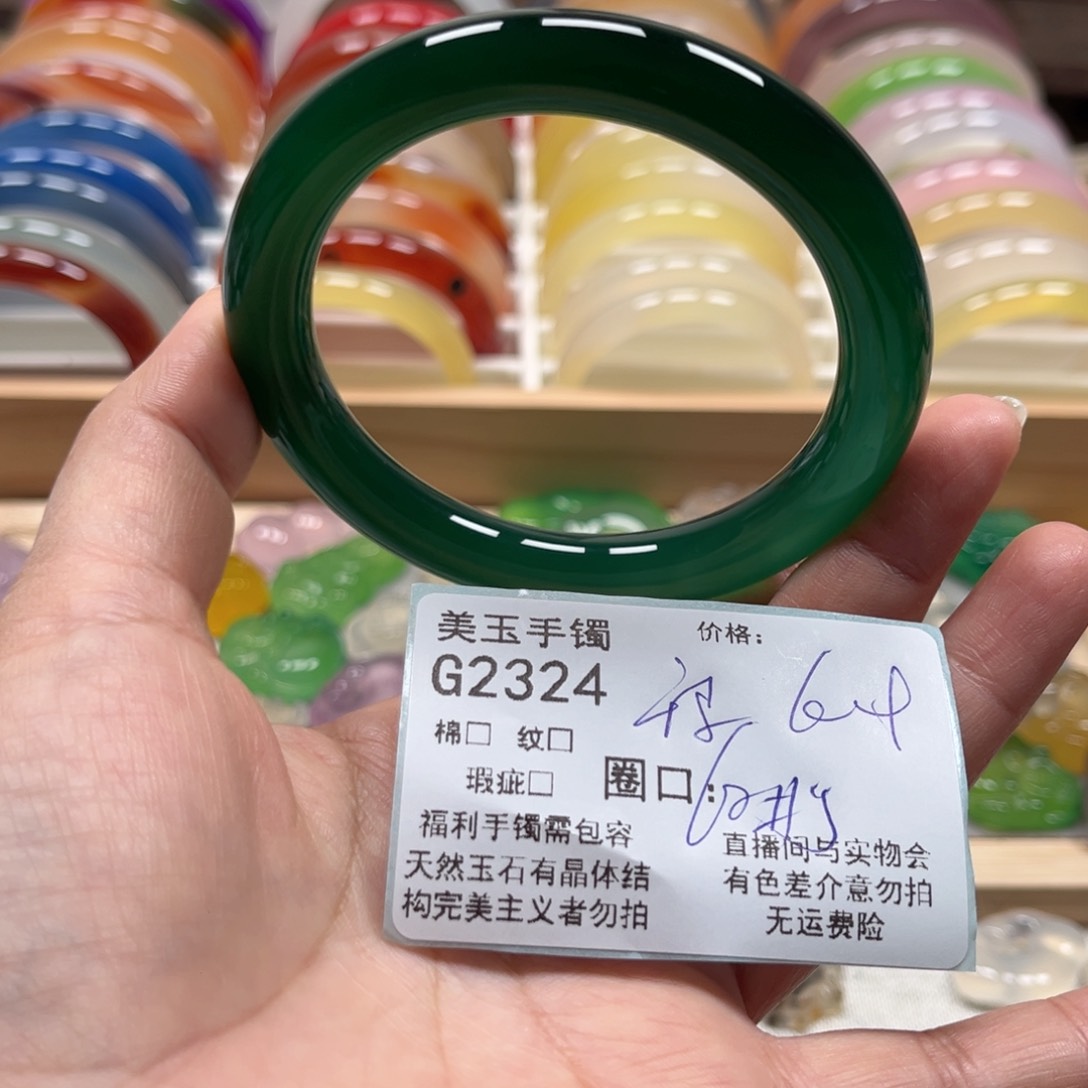 美玉手镯
价格：
G2324
64
棉□ 纹□
瑕疵□
圈口：
福利手镯需包容
天然玉石有晶体结
构完美主义者勿拍
直播间与实物会
有色差介意勿拍
无运费险